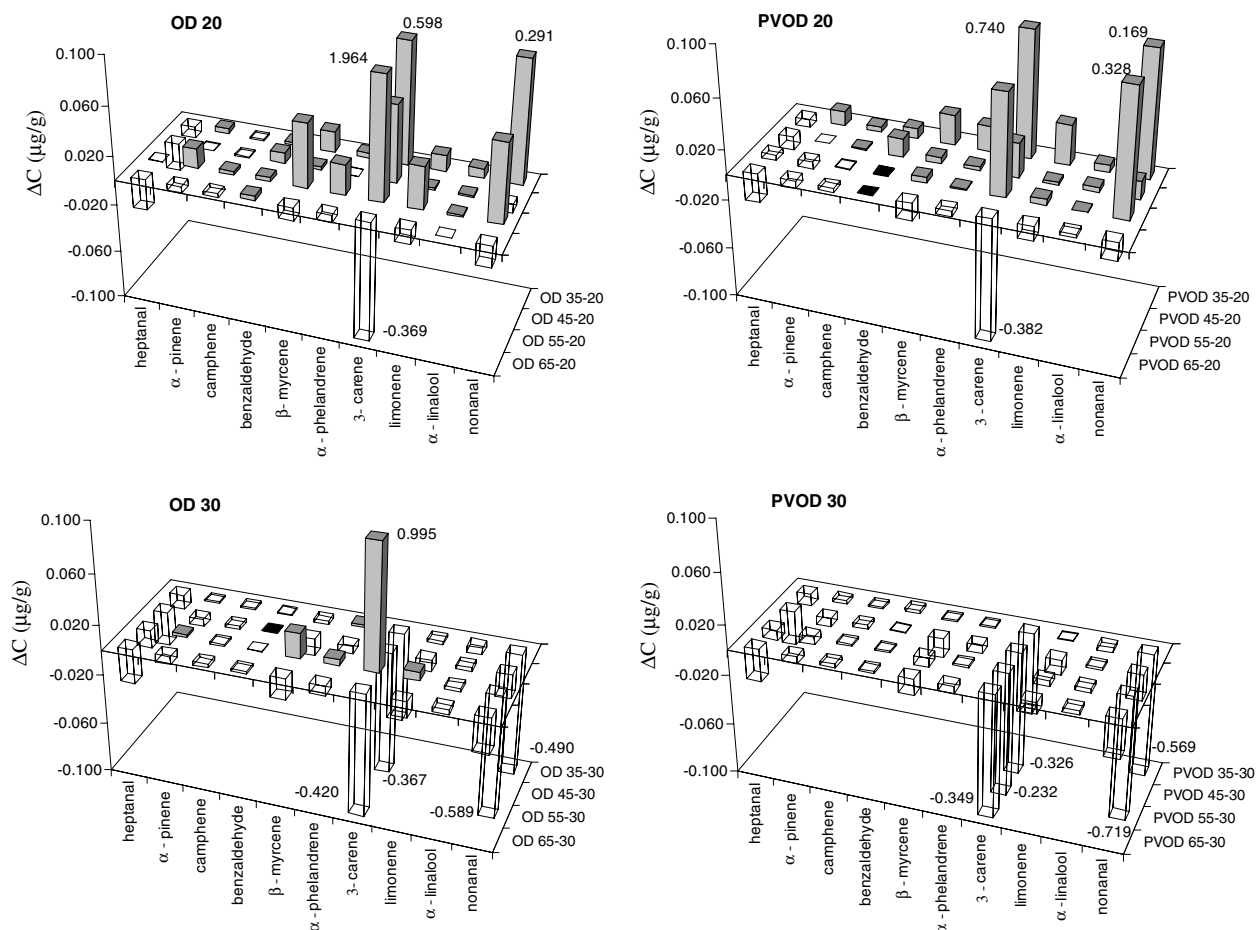 OD 20
ΔC (µg/g)
0.100
0.060
0.020
-0.020
-0.060
-0.100
1.964
0.598
0.291
-0.369
heptanal
α - pinene
camphene
benzaldehyde
β - myrcene
α - phelandrene
3- carene
limonene
α - linalool
nonanal
OD 35-20
OD 45-20
OD 55-20
OD 65-20
PVOD 20
ΔC (µg/g)
0.100
0.060
0.020
-0.020
-0.060
-0.100
0.740
0.169
0.328
-0.382
heptanal
α - pinene
camphene
benzaldehyde
β - myrcene
α - phelandrene
3 - carene
limonene
α - linalool
nonanal
PVOD 35-20
PVOD 45-20
PVOD 55-20
PVOD 65-20
OD 30
ΔC (µg/g)
0.100
0.060
0.020
-0.020
-0.060
-0.100
0.995
-0.490
-0.367
-0.420
-0.589
heptanal
α - pinene
camphene
benzaldehyde
β - myrcene
α -phelandrene
3- carene
limonene
α - linalool
nonanal
OD 35-30
OD 45-30
OD 55-30
OD 65-30
PVOD 30
ΔC (µg/g)
0.100
0.060
0.020
-0.020
-0.060
-0.100
-0.569
-0.326
-0.232
-0.349
-0.719
heptanal
α - pinene
camphene
benzaldehyde
β - myrcene
α - phelandrene
3 - carene
limonene
α -linalool
nonanal
PVOD 35-30
PVOD 45-30
PVOD 55-30
PVOD 65-30